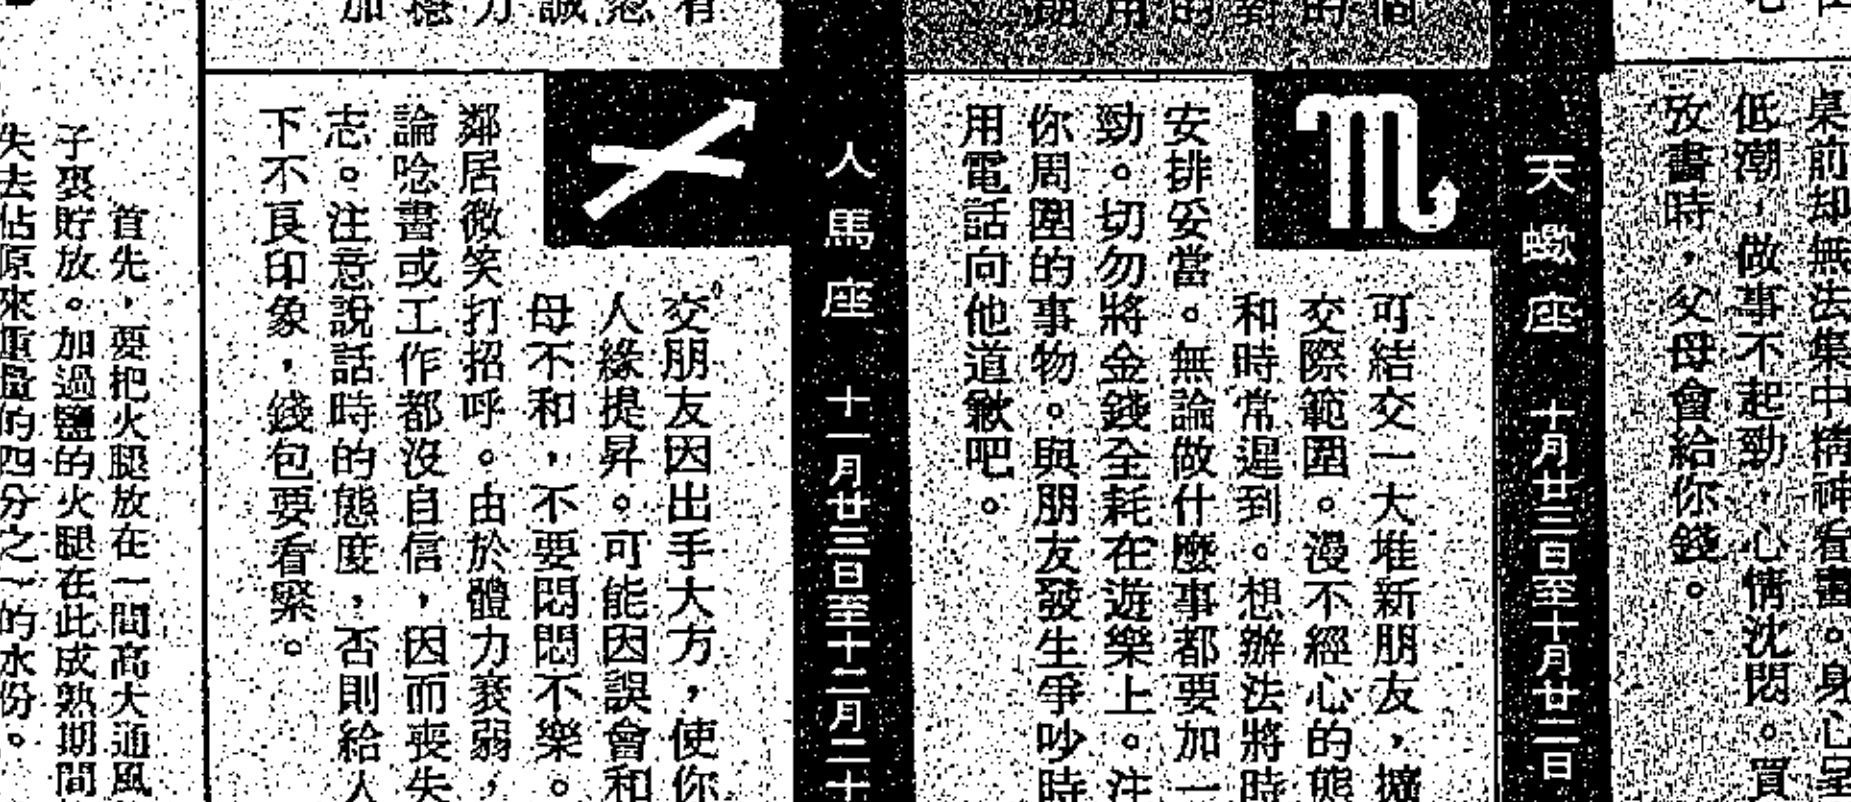 桌前却無法集中精神看書。身心呈
低潮，做事不起勁，心情沈悶。買
攷書時，父母會給你錢。
天蠍座 十月廿三日至十一月廿二日
可結交一大堆新朋友，擴
交際範圍。漫不經心的態
和時常遲到。想辦法將時
安排妥當。無論做什麼事都要加一
勁。切勿將金錢全耗在遊樂上。注
你周圍的事物。與朋友發生爭吵時
用電話向他道歉吧。
人馬座 十一月廿三日至十二月二十
交朋友因出手大方，使你
人緣提昇。可能因誤會和
母不和，不要悶悶不樂。
鄰居微笑打招呼。由於體力衰弱，
論唸書或工作都沒自信，因而喪失
志。注意說話時的態度，否則給人
下不良印象，錢包要看緊。
首先，要把火腿放在一間高大通風
子裏貯放。加過鹽的火腿在此成熟期間
失去佔原來重量的四分之一的水份。